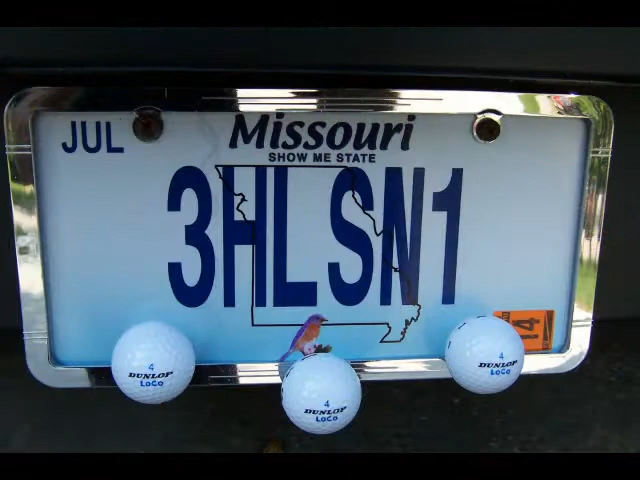 JUL
Missouri
SHOW ME STATE
3HLSN1
14
4
DUNLOP
LoCo
4
DUNLOP
LoCo
4
DUNLOP
LoCo